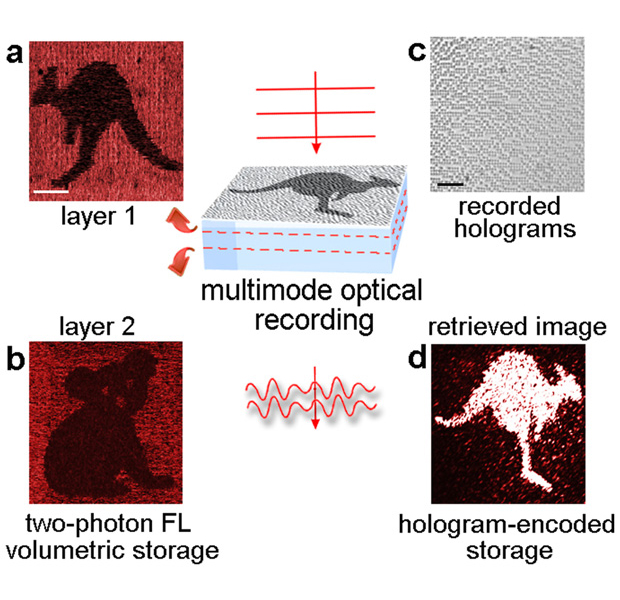 a
layer 1
c
recorded
holograms
multimode optical
recording
layer 2
b
two-photon FL
volumetric storage
retrieved image
d
hologram-encoded
storage